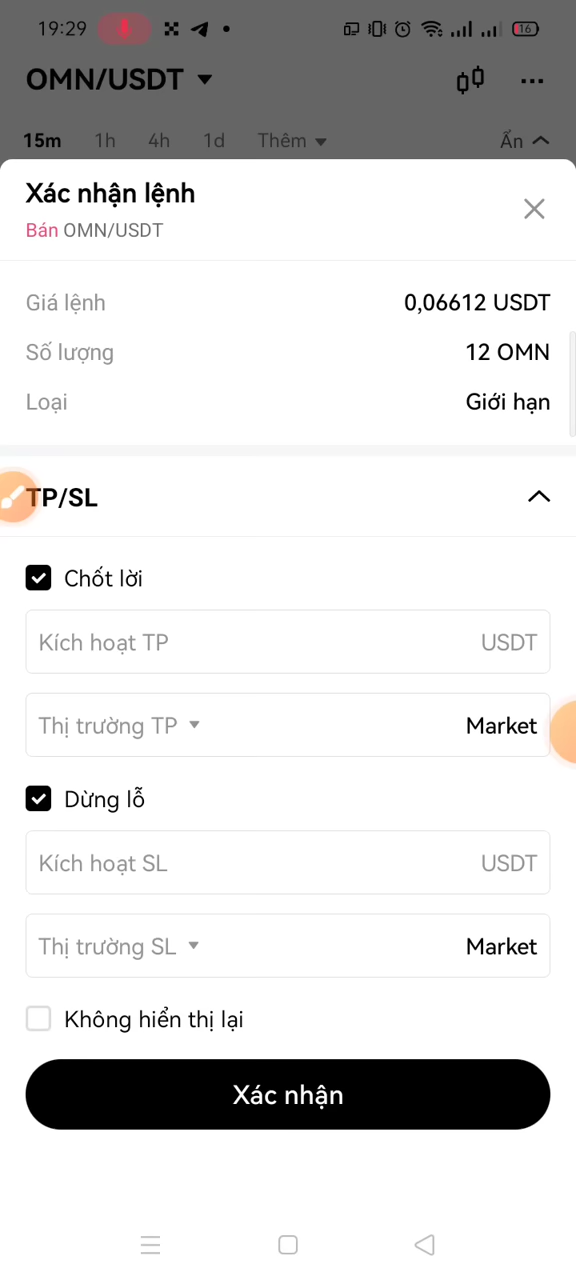 19:29
16
OMN/USDT
15m 1h 4h 1d Thêm Ẩn
Xác nhận lệnh
Bán OMN/USDT
Giá lệnh 0,06612 USDT
Số lượng 12 OMN
Loại Giới hạn
TP/SL
Chốt lời
Kích hoạt TP USDT
Thị trường TP Market
Dừng lỗ
Kích hoạt SL USDT
Thị trường SL Market
Không hiển thị lại
Xác nhận